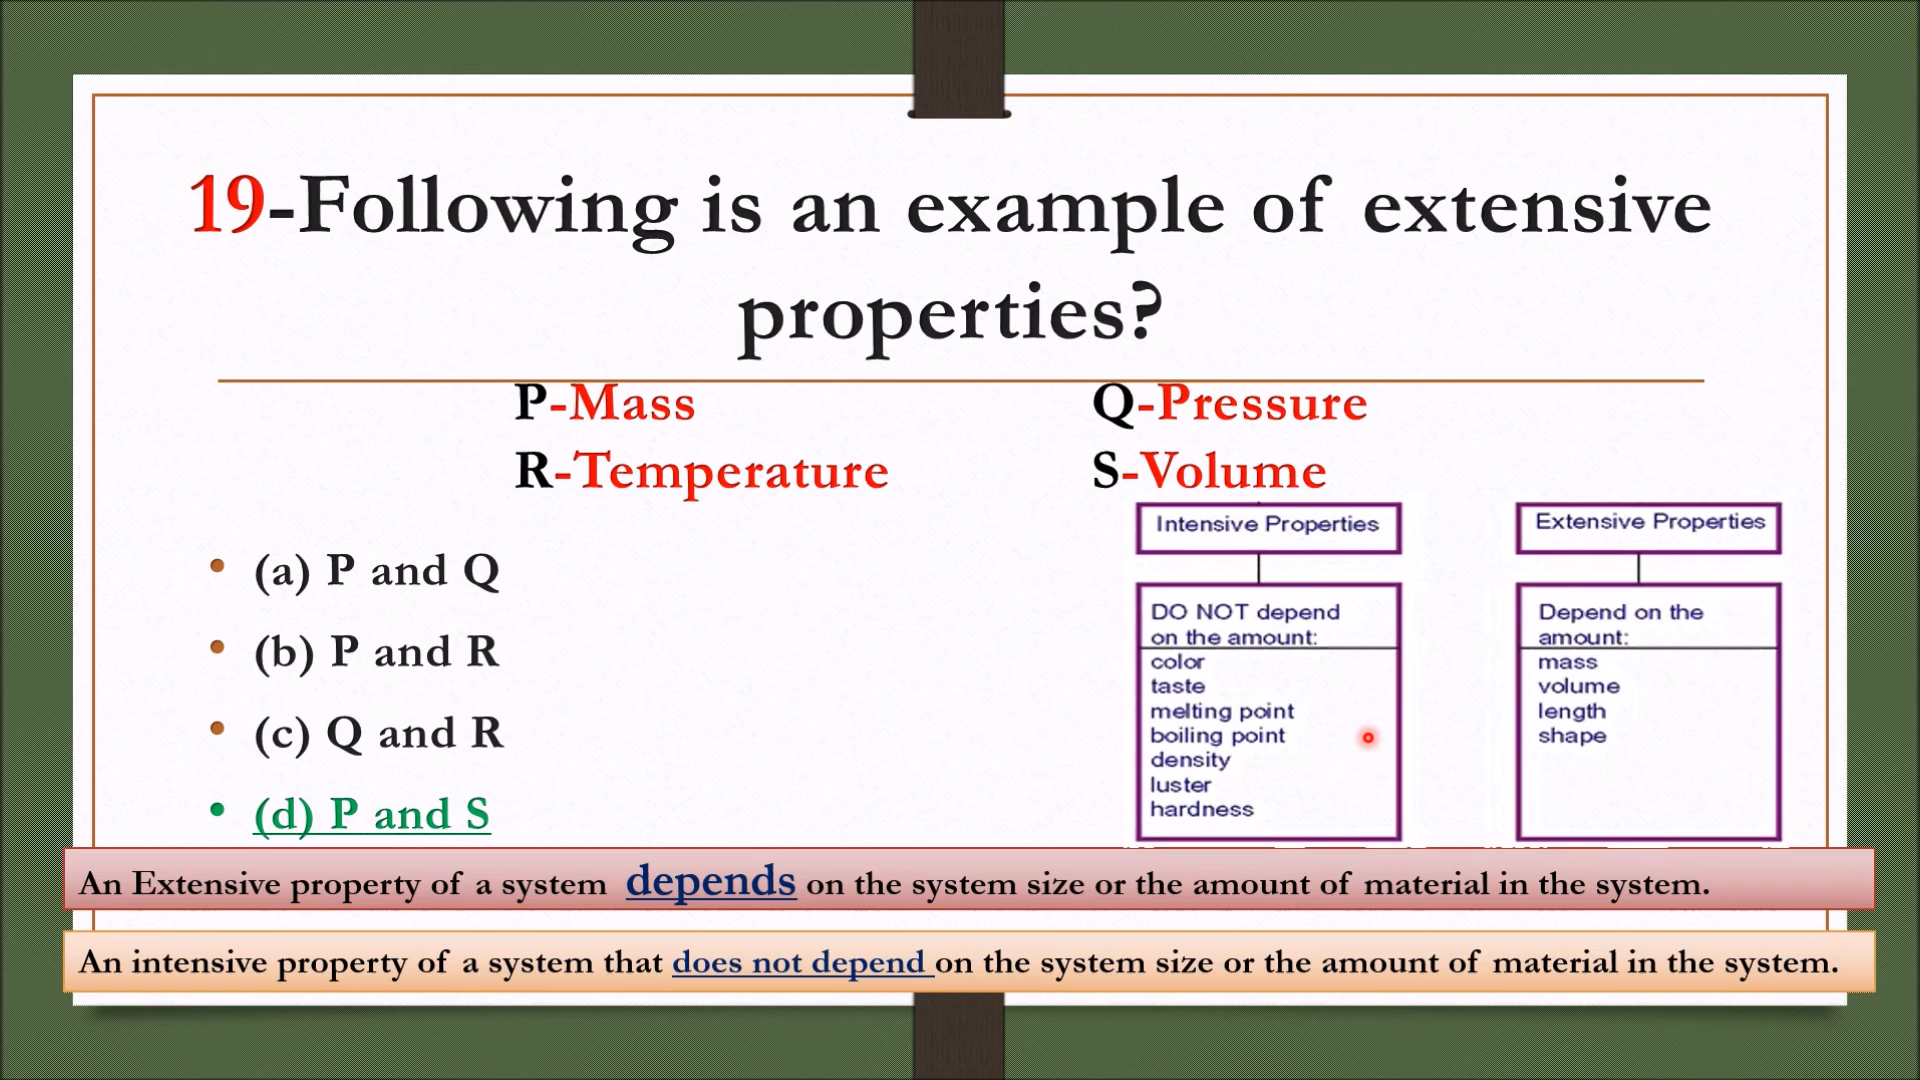 19-Following is an example of extensive
properties?
P-Mass Q-Pressure
R-Temperature S-Volume
• (a) P and Q
• (b) P and R
• (c) Q and R
• (d) P and S
Intensive Properties
DO NOT depend
on the amount:
color
taste
melting point
boiling point
density
luster
hardness
Extensive Properties
Depend on the
amount:
mass
volume
length
shape
An Extensive property of a system depends on the system size or the amount of material in the system.
An intensive property of a system that does not depend on the system size or the amount of material in the system.